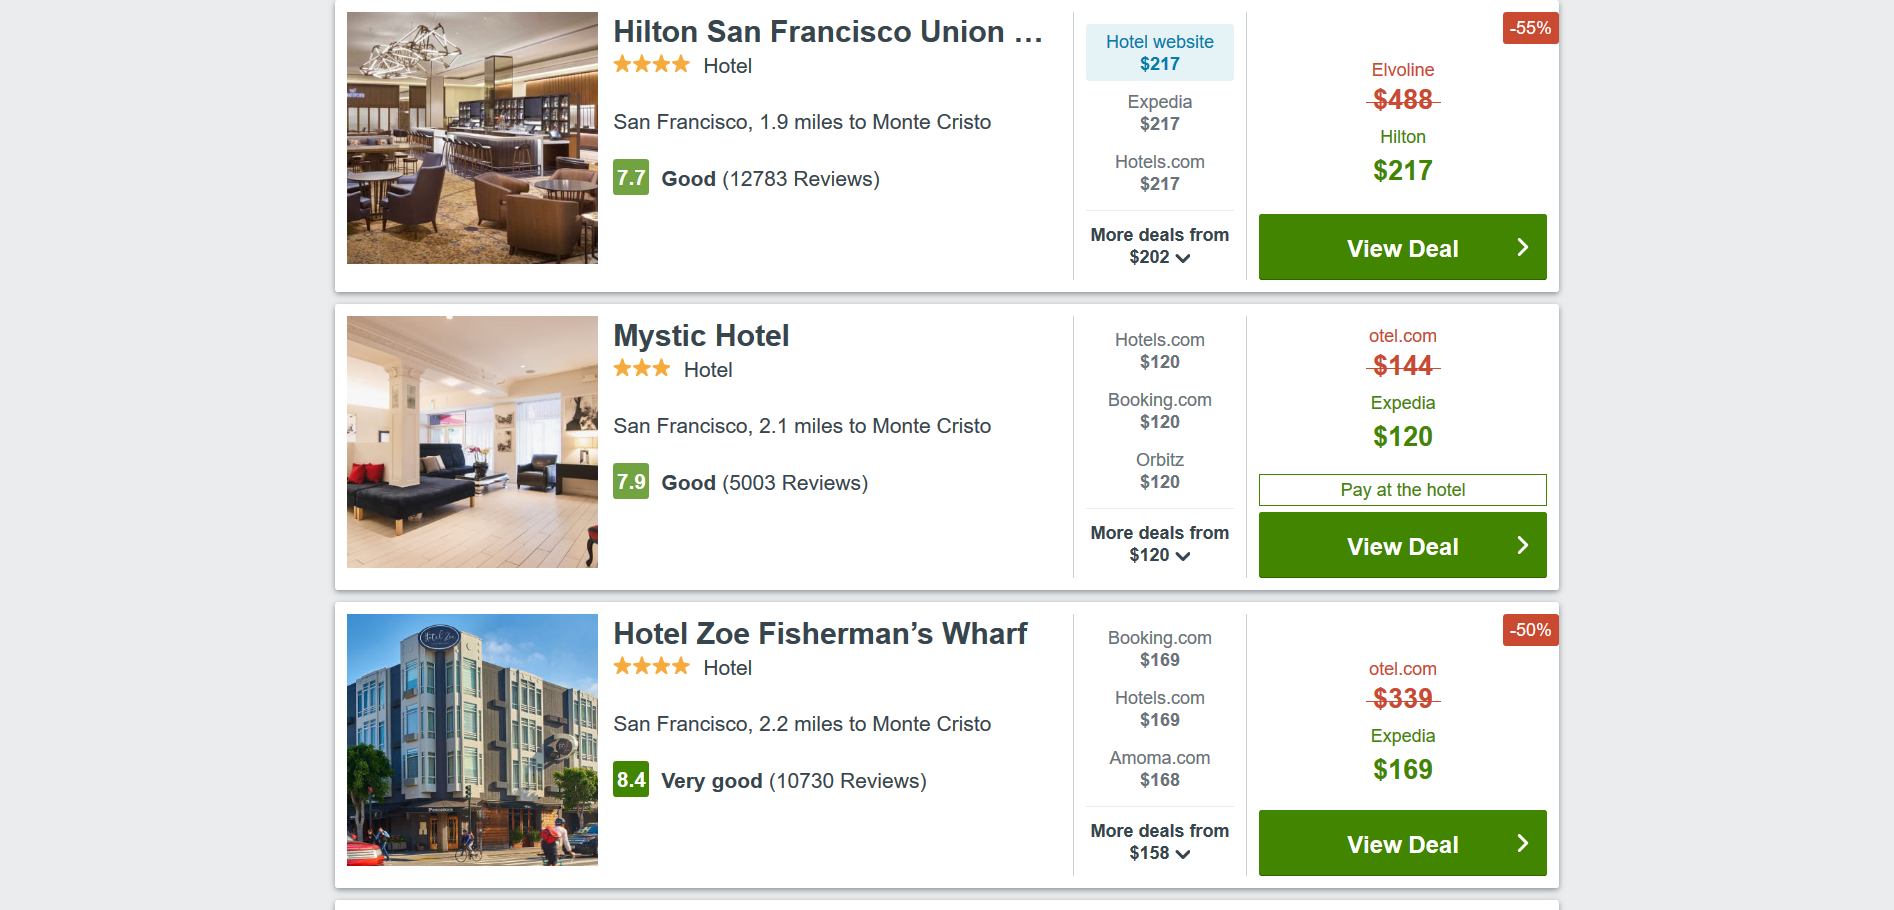 Hilton San Francisco Union ...
Hotel
San Francisco, 1.9 miles to Monte Cristo
7.7 Good (12783 Reviews)
Hotel website
$217
Expedia
$217
Hotels.com
$217
More deals from
$202
-55%
Elvoline
$488
Hilton
$217
View Deal
Mystic Hotel
Hotel
San Francisco, 2.1 miles to Monte Cristo
7.9 Good (5003 Reviews)
Hotels.com
$120
Booking.com
$120
Orbitz
$120
More deals from
$120
otel.com
$144
Expedia
$120
Pay at the hotel
View Deal
Hotel Zoe
Hotel Zoe Fisherman’s Wharf
Hotel
San Francisco, 2.2 miles to Monte Cristo
8.4 Very good (10730 Reviews)
Booking.com
$169
Hotels.com
$169
Amoma.com
$168
More deals from
$158
-50%
otel.com
$339
Expedia
$169
View Deal